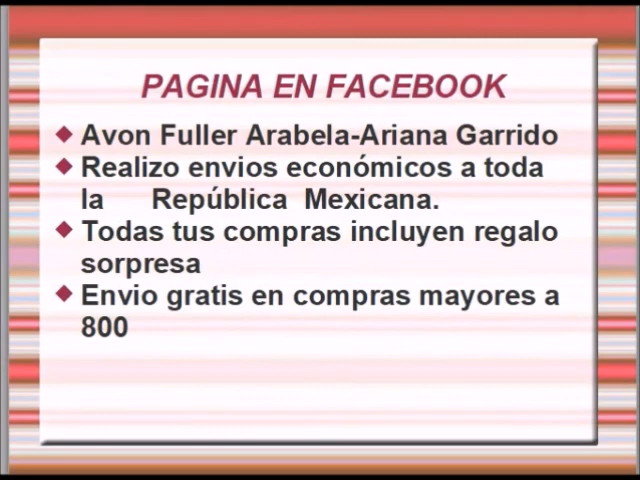 PAGINA EN FACEBOOK
Avon Fuller Arabela-Ariana Garrido
Realizo envios económicos a toda
la República Mexicana.
Todas tus compras incluyen regalo
sorpresa
Envio gratis en compras mayores a
800